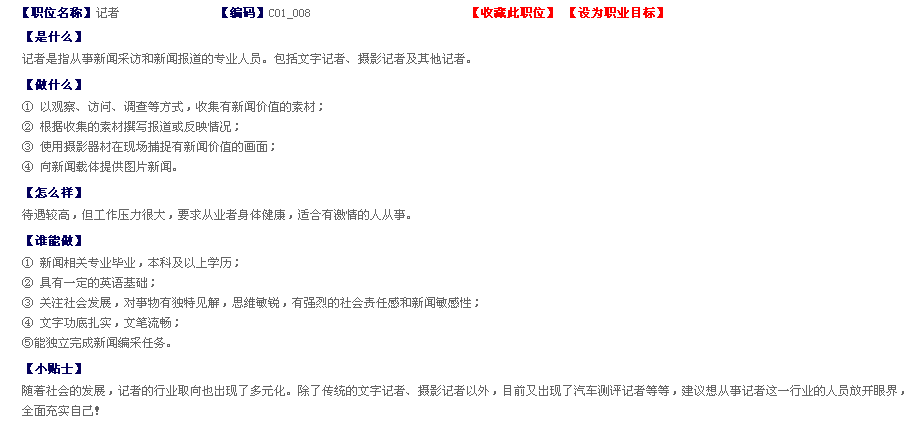 【职位名称】记者 【编码】C01_008 【收藏此职位】 【设为职业目标】
【是什么】
记者是指从事新闻采访和新闻报道的专业人员。包括文字记者、摄影记者及其他记者。
【做什么】
① 以观察、访问、调查等方式,收集有新闻价值的素材;
② 根据收集的素材撰写报道或反映情况;
③ 使用摄影器材在现场捕捉有新闻价值的画面;
④ 向新闻载体提供图片新闻。
【怎么样】
待遇较高,但工作压力很大,要求从业者身体健康,适合有激情的人从事。
【谁能做】
① 新闻相关专业毕业,本科及以上学历;
② 具有一定的英语基础;
③ 关注社会发展,对事物有独特见解,思维敏锐,有强烈的社会责任感和新闻敏感性;
④ 文字功底扎实,文笔流畅;
⑤能独立完成新闻编采任务。
【小贴士】
随着社会的发展,记者的行业取向也出现了多元化。除了传统的文字记者、摄影记者以外,目前又出现了汽车测评记者等等,建议想从事记者这一行业的人员放开眼界,
全面充实自己!